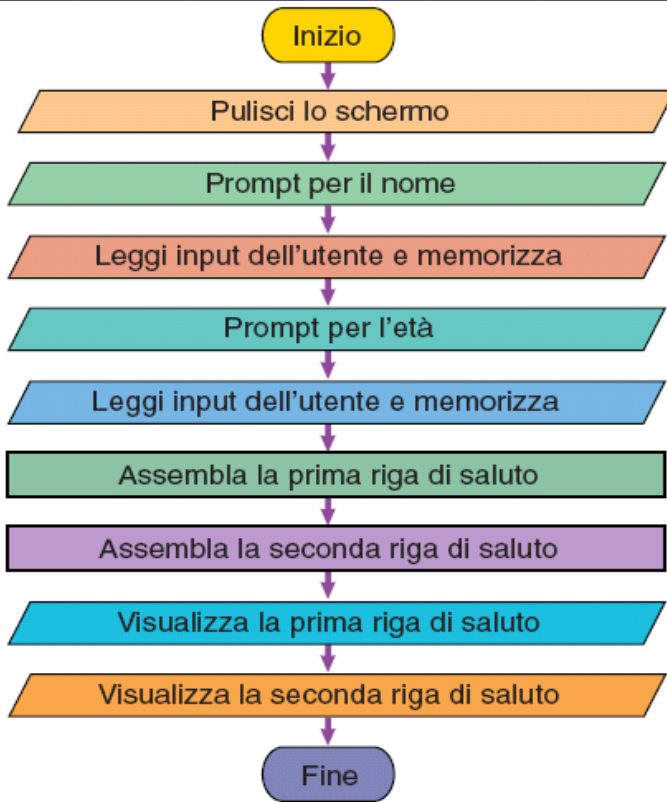 Inizio
Pulisci lo schermo
Prompt per il nome
Leggi input dell'utente e memorizza
Prompt per l'età
Leggi input dell'utente e memorizza
Assembla la prima riga di saluto
Assembla la seconda riga di saluto
Visualizza la prima riga di saluto
Visualizza la seconda riga di saluto
Fine